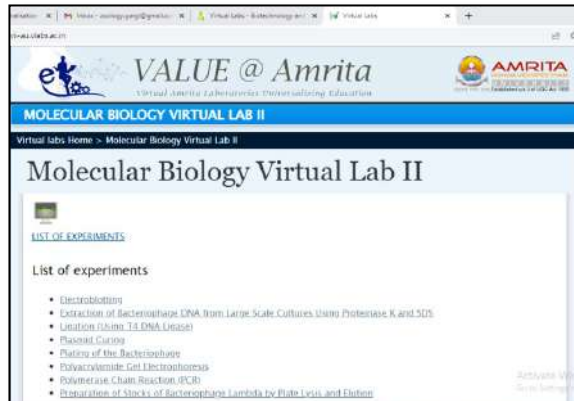 Virtual Labs
VALUE @ Amrita
Virtual Amrita Laboratories Universalizing Education
AMRITA
MOLECULAR BIOLOGY VIRTUAL LAB II
Virtual labs Home > Molecular Biology Virtual Lab II
Molecular Biology Virtual Lab II
LIST OF EXPERIMENTS
List of experiments
Electroblotting
Extraction of Bacteriophage DNA from Large Scale Cultures Using Proteinase K and SDS
Ligation (Using T4 DNA Ligase)
Plasmid Curing
Plating of the Bacteriophage
Polyacrylamide Gel Electrophoresis
Polymerase Chain Reaction (PCR)
Preparation of Stocks of Bacteriophage Lambda by Plate Lysis and Elution